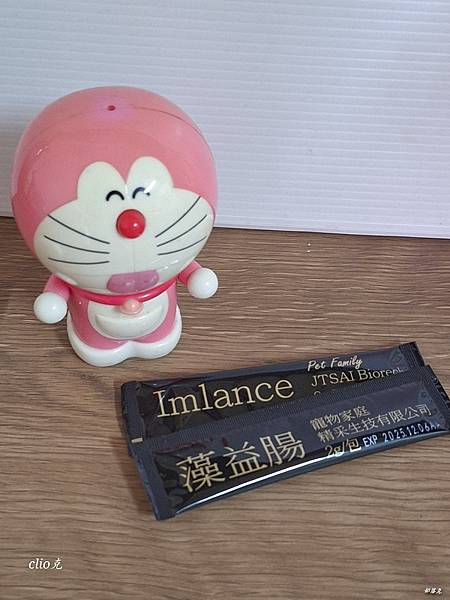 Pet Family
Imlance
JTSAI Biotech
寵物家庭
藻益腸
精采生技有限公司
2g/包 EXP 2025.12.06
clio克